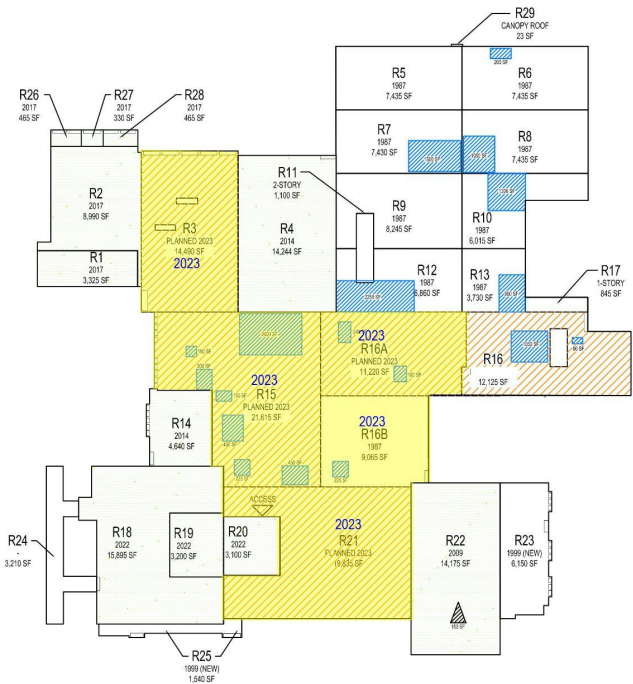 R29
CANOPY ROOF
23 SF
R26
2017
465 SF
R27
2017
330 SF
R28
2017
465 SF
R5
1987
7,435 SF
200 SF
R6
1987
7,435 SF
R7
1987
7,430 SF
R8
1987
7,435 SF
R2
2017
8,990 SF
R3
PLANNED 2023
14,490 SF
2023
R11
2-STORY
1,100 SF
R4
2014
14,244 SF
R9
1987
8,245 SF
R10
1987
6,015 SF
R1
2017
3,325 SF
R12
1987
6,860 SF
R13
1987
3,730 SF
R17
1-STORY
845 SF
2023
R16A
PLANNED 2023
11,220 SF
R16
12,125 SF
2023
R15
PLANNED 2023
21,615 SF
R14
2014
4,640 SF
2023
R16B
1987
9,065 SF
ACCESS
R24
-
3,210 SF
R18
2022
15,895 SF
R19
2022
3,200 SF
R20
2022
3,100 SF
2023
R21
PLANNED 2023
R22
2009
14,175 SF
150 SF
R23
1999 (NEW)
6,150 SF
R25
1999 (NEW)
1,540 SF